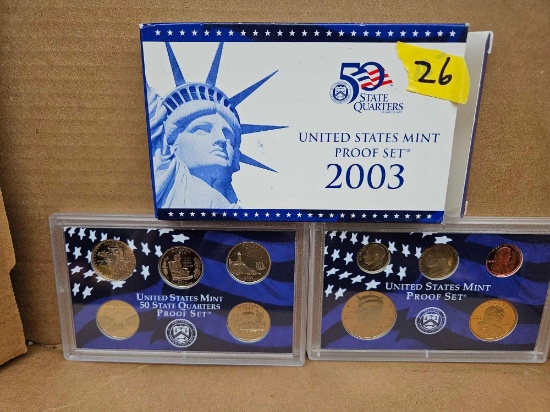 50
STATE
QUARTERS
26
UNITED STATES MINT
PROOF SET
2003
UNITED STATES MINT
50 STATE QUARTERS
PROOF SET
UNITED STATES MINT
PROOF SET